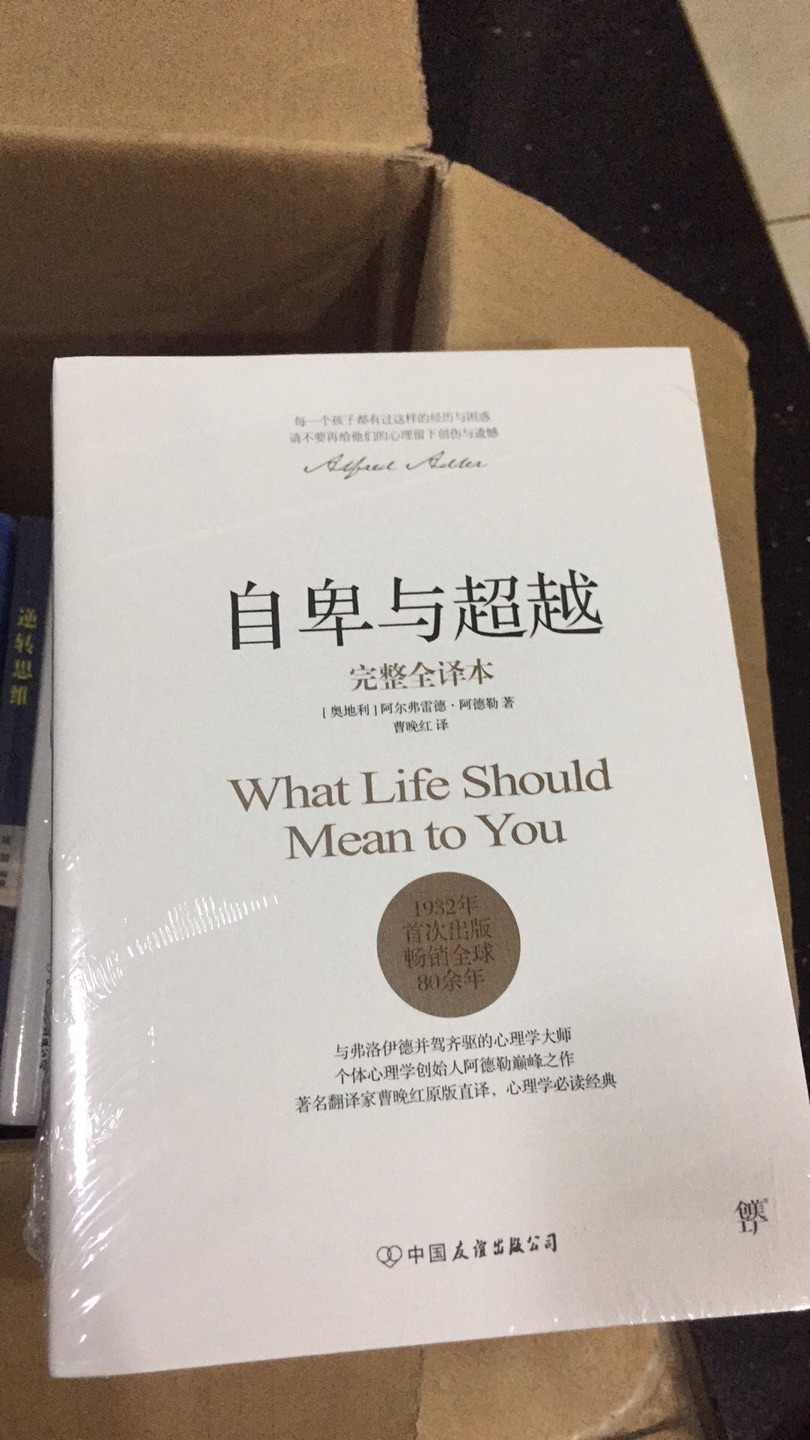 每一个孩子都有过这样的经历与困惑
请不要再给他们的心理留下创伤与遗憾
Alfred Adler
自卑与超越
完整全译本
[奥地利]阿尔弗雷德·阿德勒 著
曹晚红 译
What Life Should
Mean to You
1932年
首次出版
畅销全球
80余年
与弗洛伊德并驾齐驱的心理学大师
个体心理学创始人阿德勒巅峰之作
著名翻译家曹晚红原版直译，心理学必读经典
创美
中国友谊出版公司
逆转思维